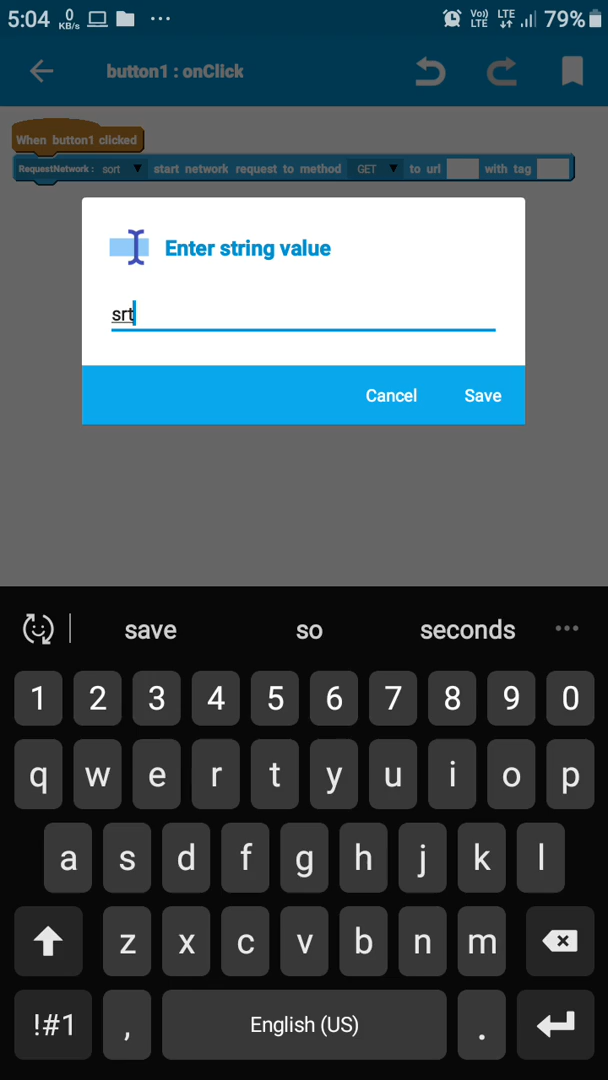 5:04 0 KB/s Vo) LTE LTE 79%
button1 : onClick
When button1 clicked
RequestNetwork : sort start network request to method GET to url with tag
Enter string value
srt
Cancel Save
save so seconds
1 2 3 4 5 6 7 8 9 0
q w e r t y u i o p
a s d f g h j k l
z x c v b n m
!#1 , English (US) .